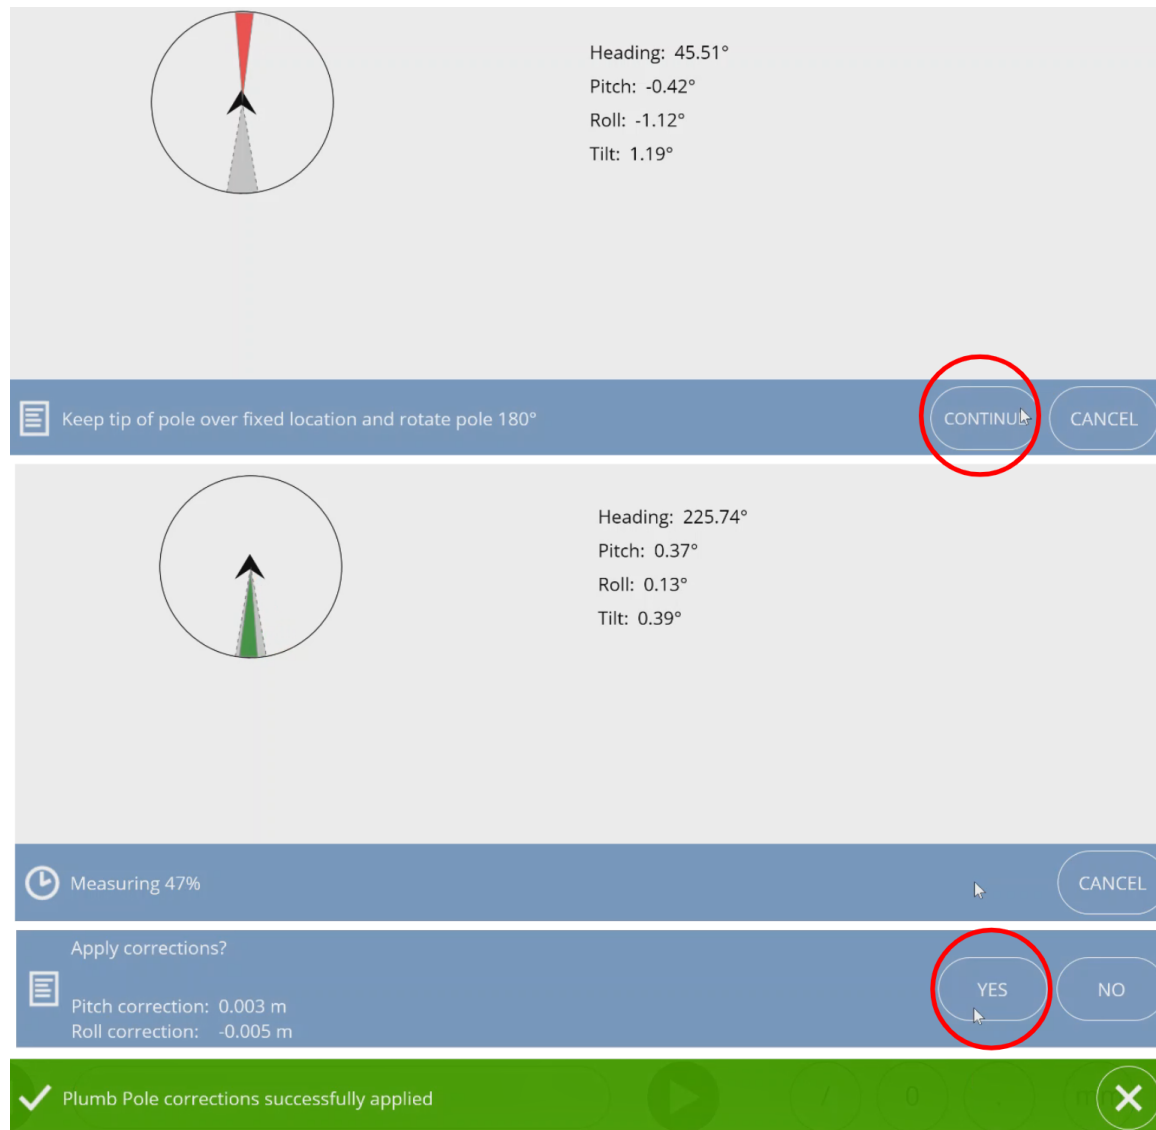 Heading: 45.51°
Pitch: -0.42°
Roll: -1.12°
Tilt: 1.19°
Keep tip of pole over fixed location and rotate pole 180°
CONTINUE
CANCEL
Heading: 225.74°
Pitch: 0.37°
Roll: 0.13°
Tilt: 0.39°
Measuring 47%
CANCEL
Apply corrections?
Pitch correction: 0.003 m
Roll correction: -0.005 m
YES
NO
Plumb Pole corrections successfully applied